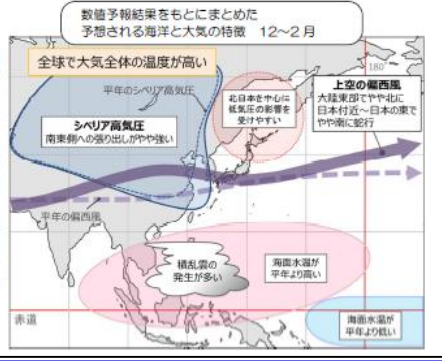 数値予報結果をもとにまとめた
予想される海洋と大気の特徴 12～2月
全球で大気全体の温度が高い
180°
平年のシベリア高気圧
北日本を中心に
低気圧の影響を
受けやすい
上空の偏西風
大陸東部でやや北に
日本付近～日本の東で
やや南に蛇行
シベリア高気圧
南東側への張り出しがやや強い
平年の偏西風
積乱雲の
発生が多い
海面水温が
平年より高い
赤道
海面水温が
平年より低い